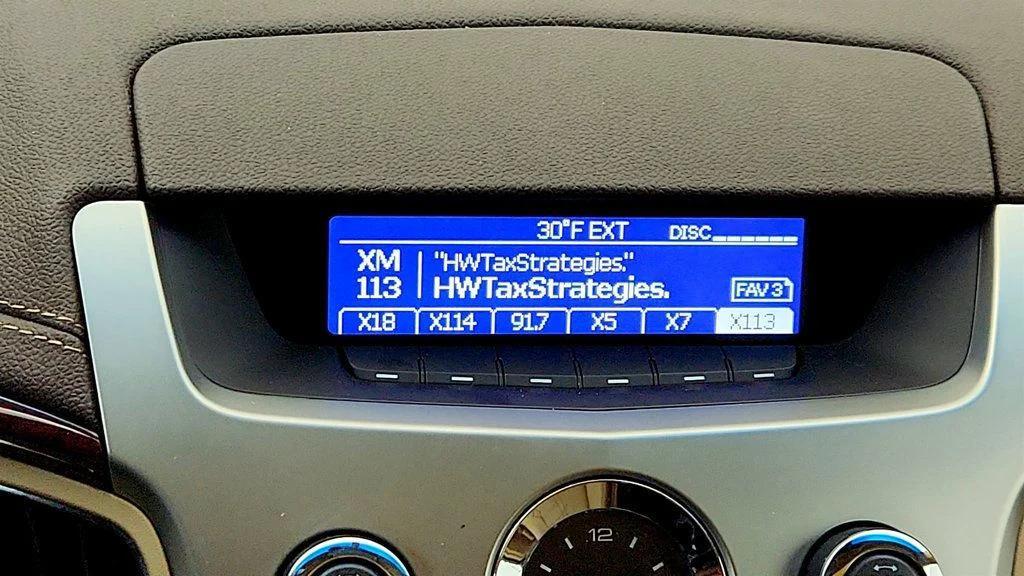 30°F EXT DISC
XM "HWTaxStrategies."
113 HWTaxStrategies. FAV 3
X18 X114 91.7 X5 X7 X113
12